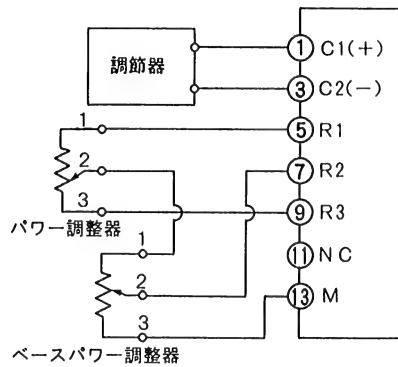 調節器
① C1(+)
③ C2(-)
1
⑤ R1
2
⑦ R2
3
⑨ R3
パワー調整器
1
⑪ NC
2
⑬ M
3
ベースパワー調整器